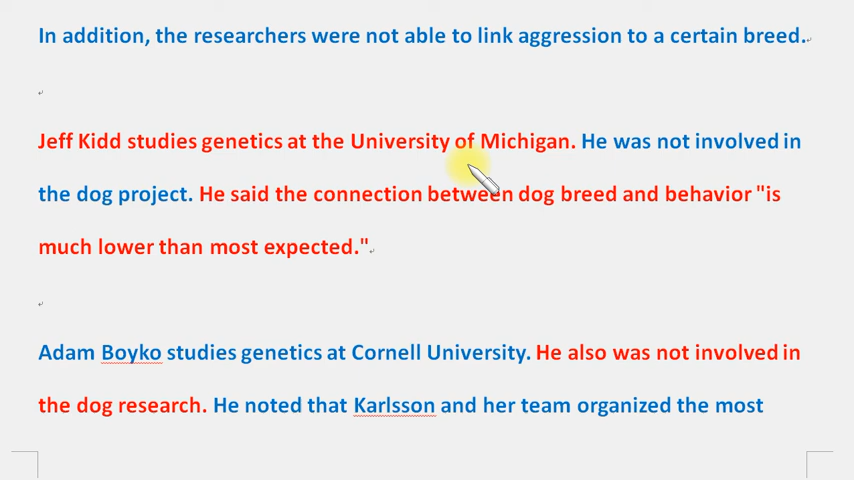 In addition, the researchers were not able to link aggression to a certain breed.
Jeff Kidd studies genetics at the University of Michigan. He was not involved in
the dog project. He said the connection between dog breed and behavior "is
much lower than most expected."
Adam Boyko studies genetics at Cornell University. He also was not involved in
the dog research. He noted that Karlsson and her team organized the most